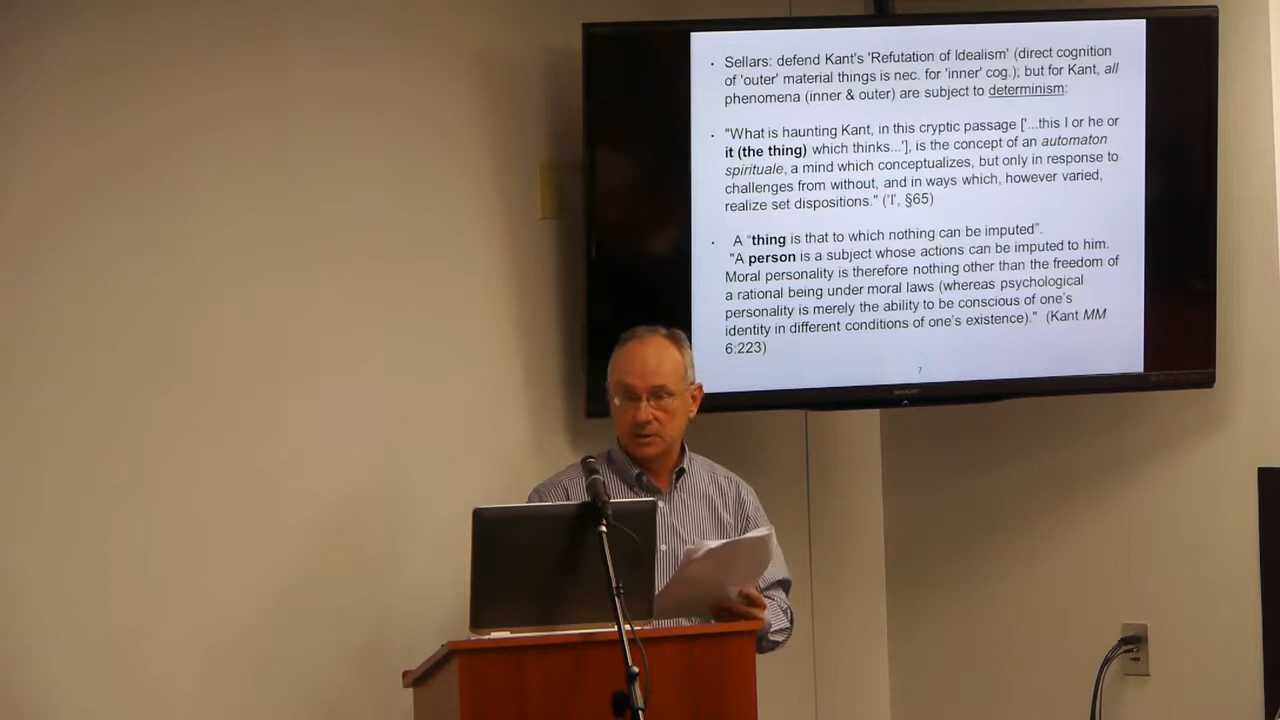 · Sellars: defend Kant's 'Refutation of Idealism' (direct cognition
of 'outer' material things is nec. for 'inner' cog.); but for Kant, all
phenomena (inner & outer) are subject to determinism:
· "What is haunting Kant, in this cryptic passage ['...this I or he or
it (the thing) which thinks...'], is the concept of an automaton
spirituale, a mind which conceptualizes, but only in response to
challenges from without, and in ways which, however varied,
realize set dispositions." ('I', §65)
· A “thing is that to which nothing can be imputed”.
"A person is a subject whose actions can be imputed to him.
Moral personality is therefore nothing other than the freedom of
a rational being under moral laws (whereas psychological
personality is merely the ability to be conscious of one’s
identity in different conditions of one’s existence)." (Kant MM
6:223)
7
SHARP